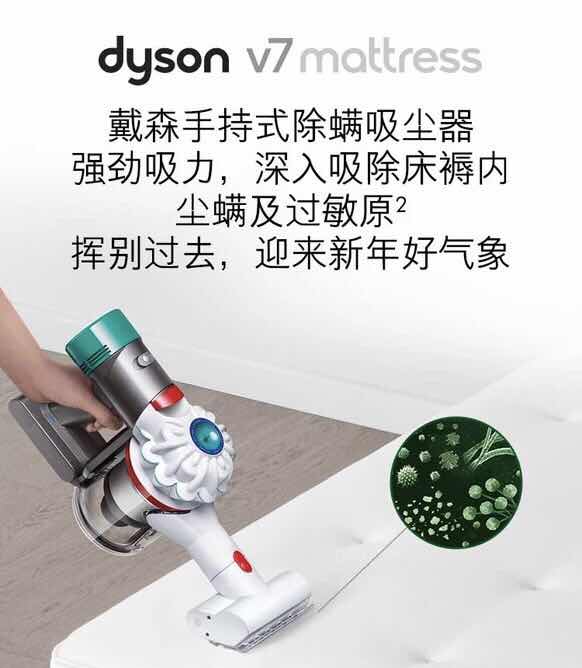 dyson v7 mattress
戴森手持式除螨吸尘器
强劲吸力，深入吸除床褥内
尘螨及过敏原²
挥别过去，迎来新年好气象